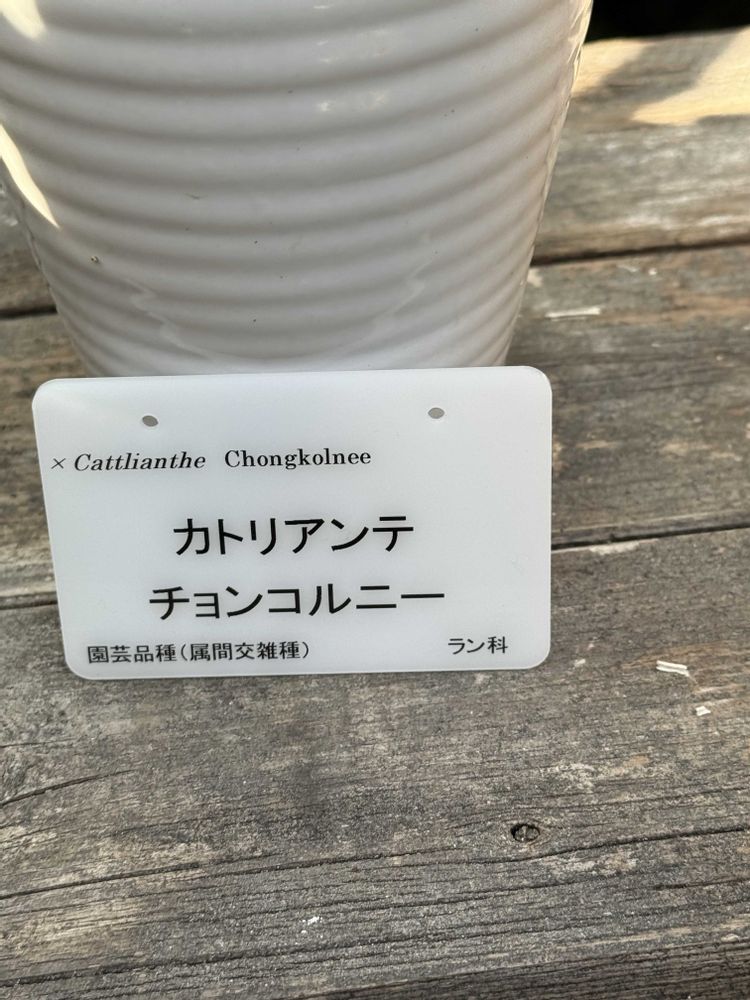 × Cattlianthe Chongkolnee
カトリアンテ
チョンコルニー
園芸品種(属間交雑種) ラン科